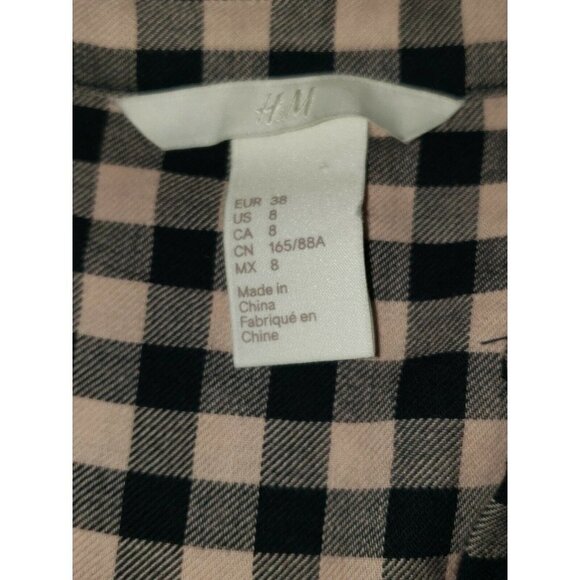 H&M
EUR 38
US 8
CA 8
CN 165/88A
MX 8
Made in
China
Fabriqué en
Chine